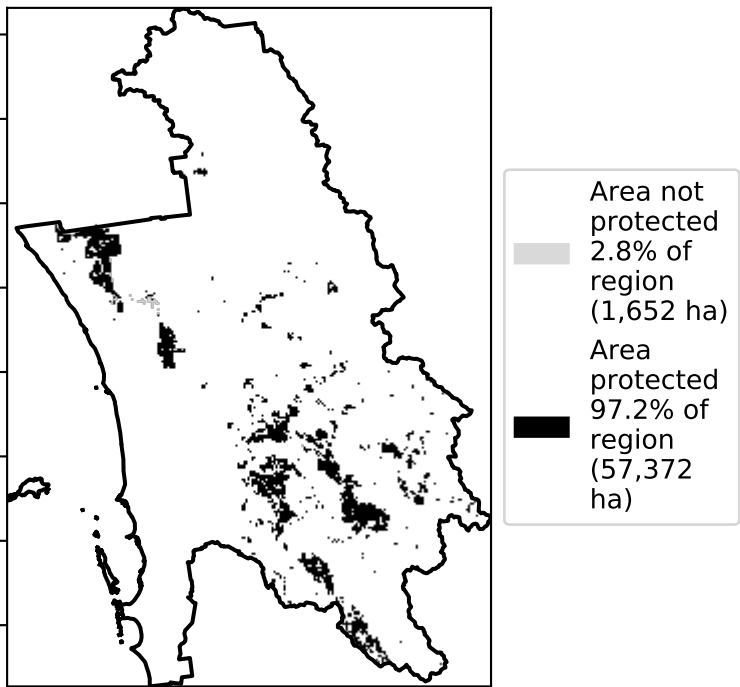 Area not
protected
2.8% of
region
(1,652 ha)
Area
protected
97.2% of
region
(57,372
ha)